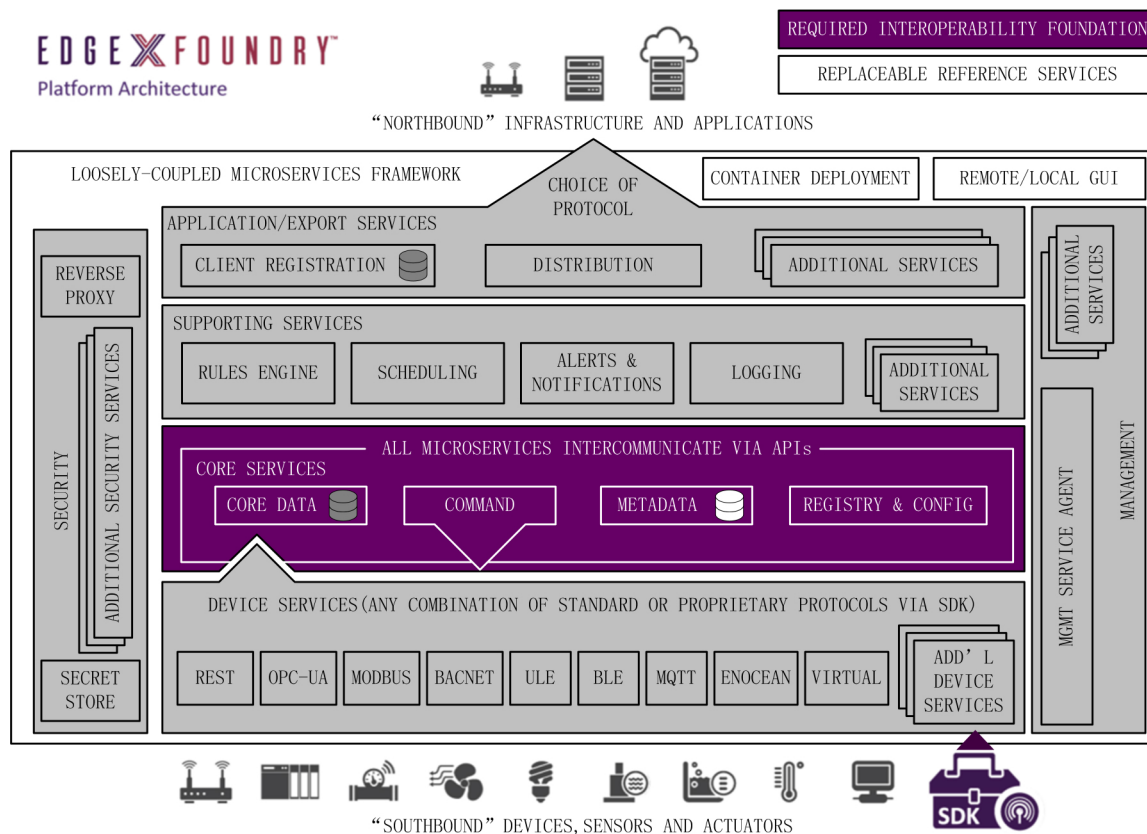 EDGE X FOUNDRY™
Platform Architecture
REQUIRED INTEROPERABILITY FOUNDATION
REPLACEABLE REFERENCE SERVICES
“NORTHBOUND” INFRASTRUCTURE AND APPLICATIONS
LOOSELY-COUPLED MICROSERVICES FRAMEWORK
CHOICE OF
PROTOCOL
CONTAINER DEPLOYMENT
REMOTE/LOCAL GUI
APPLICATION/EXPORT SERVICES
CLIENT REGISTRATION
DISTRIBUTION
ADDITIONAL SERVICES
SUPPORTING SERVICES
RULES ENGINE
SCHEDULING
ALERTS &
NOTIFICATIONS
LOGGING
ADDITIONAL
SERVICES
ALL MICROSERVICES INTERCOMMUNICATE VIA APIs
CORE SERVICES
CORE DATA
COMMAND
METADATA
REGISTRY & CONFIG
DEVICE SERVICES(ANY COMBINATION OF STANDARD OR PROPRIETARY PROTOCOLS VIA SDK)
REST
OPC-UA
MODBUS
BACNET
ULE
BLE
MQTT
ENOCEAN
VIRTUAL
ADD’L
DEVICE
SERVICES
SECURITY
REVERSE
PROXY
ADDITIONAL SECURITY SERVICES
SECRET
STORE
ADDITIONAL
SERVICES
MGMT SERVICE AGENT
MANAGEMENT
SDK
“SOUTHBOUND” DEVICES,SENSORS AND ACTUATORS